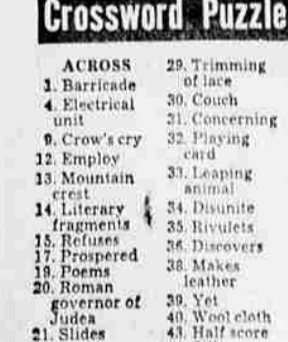 Crossword Puzzle
ACROSS
1. Barricade
4. Electrical
unit
9. Crow's cry
12. Employ
13. Mountain
crest
14. Literary
fragments
15. Refuses
17. Prospered
19. Poems
20. Roman
governor of
Judea
21. Slides
29. Trimming
of lace
30. Couch
31. Concerning
32. Playing
card
33. Leaping
animal
34. Disunite
35. Rivulets
36. Discovers
38. Makes
leather
39. Yet
40. Wool cloth
43. Half score